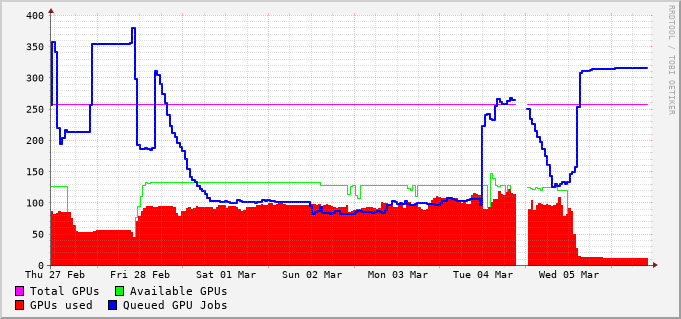 400
350
300
250
200
150
100
50
0
Thu 27 Feb Fri 28 Feb Sat 01 Mar Sun 02 Mar Mon 03 Mar Tue 04 Mar Wed 05 Mar
Total GPUs Available GPUs
GPUs used Queued GPU Jobs
RRDTOOL / TOBI OETIKER